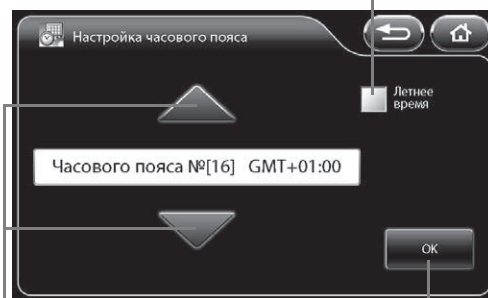 Настройка часового пояса
Летнее
время
Часового пояса №[16] GMT+01:00
OK